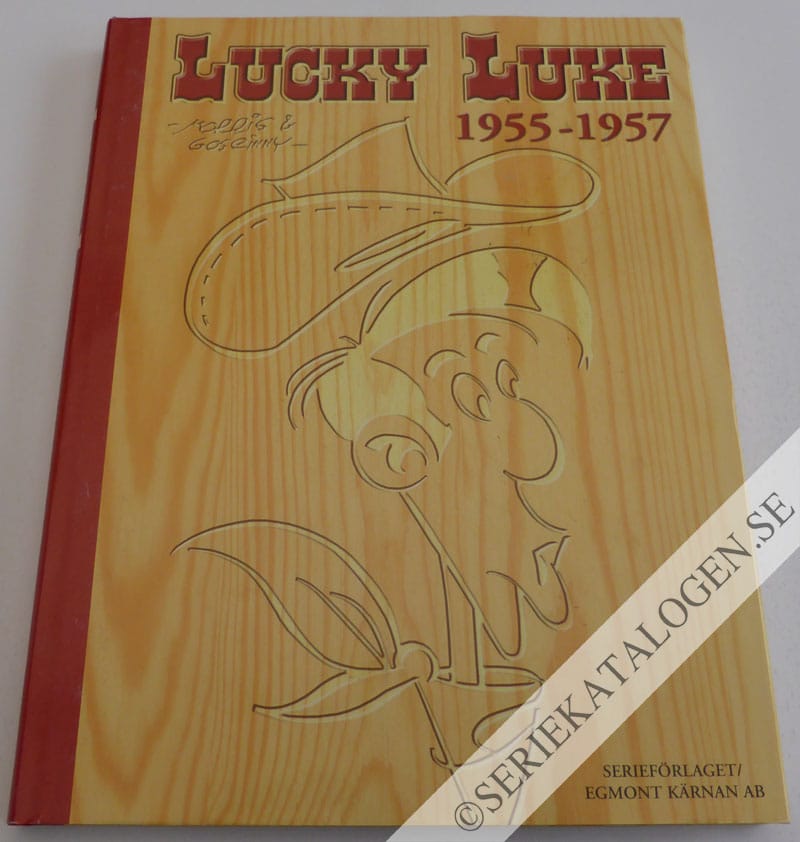 LUCKY LUKE
1955-1957
MORRIS &
GOSCINNY
SERIEFÖRLAGET/
EGMONT KÄRNAN AB
© SERIEKATALOGEN.SE